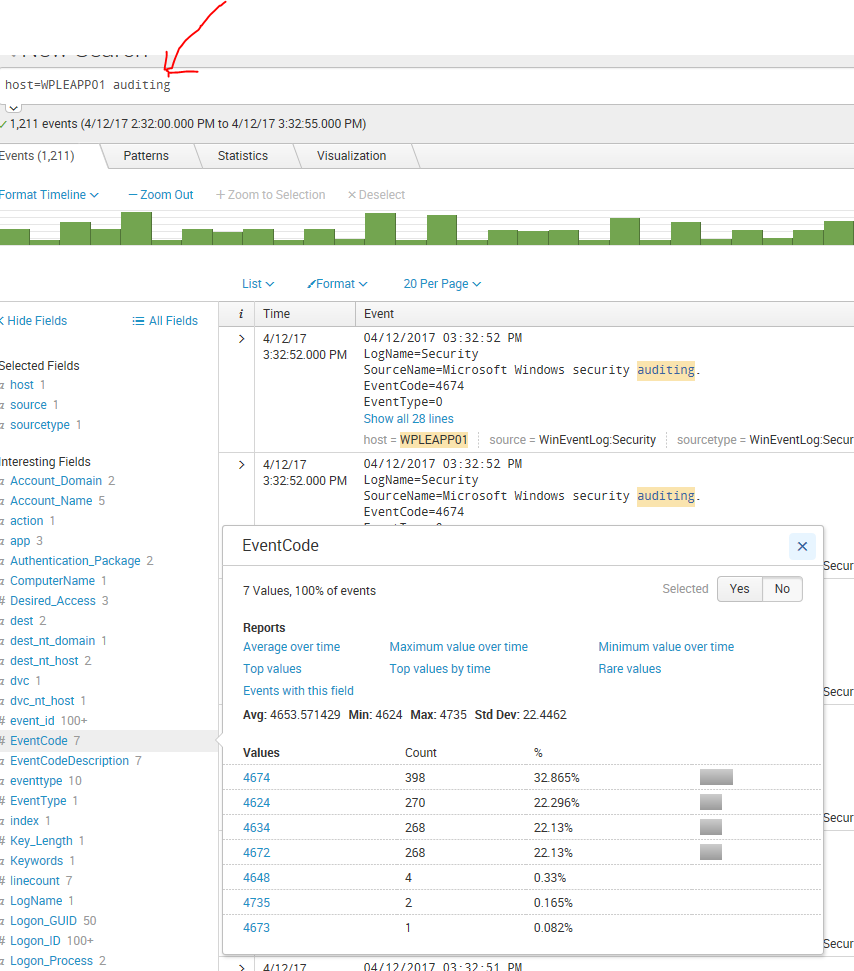 host=WPLEAPP01 auditing
1,211 events (4/12/17 2:32:00.000 PM to 4/12/17 3:32:55.000 PM)
Events (1,211) Patterns Statistics Visualization
Format Timeline — Zoom Out + Zoom to Selection × Deselect
List Format 20 Per Page
Hide Fields All Fields
i Time Event
Selected Fields
host 1
source 1
sourcetype 1
Interesting Fields
Account_Domain 2
Account_Name 5
action 1
app 3
Authentication_Package 2
ComputerName 1
# Desired_Access 3
dest 2
dest_nt_domain 1
dest_nt_host 2
dvc 1
dvc_nt_host 1
# event_id 100+
# EventCode 7
EventCodeDescription 7
eventtype 10
# EventType 1
index 1
# Key_Length 1
Keywords 1
# linecount 7
LogName 1
Logon_GUID 50
Logon_ID 100+
Logon_Process 2
4/12/17
3:32:52.000 PM
04/12/2017 03:32:52 PM
LogName=Security
SourceName=Microsoft Windows security auditing.
EventCode=4674
EventType=0
Show all 28 lines
host = WPLEAPP01 source = WinEventLog:Security sourcetype = WinEventLog:Secur
4/12/17
3:32:52.000 PM
04/12/2017 03:32:52 PM
LogName=Security
SourceName=Microsoft Windows security auditing.
EventCode=4674
EventCode
7 Values, 100% of events
Selected Yes No
Reports
Average over time Maximum value over time Minimum value over time
Top values Top values by time Rare values
Events with this field
Avg: 4653.571429 Min: 4624 Max: 4735 Std Dev: 22.4462
Values Count %
4674 398 32.865%
4624 270 22.296%
4634 268 22.13%
4672 268 22.13%
4648 4 0.33%
4735 2 0.165%
4673 1 0.082%
Secur
Secur
Secur
Secur
4/12/17 04/12/2017 03:32:51 PM